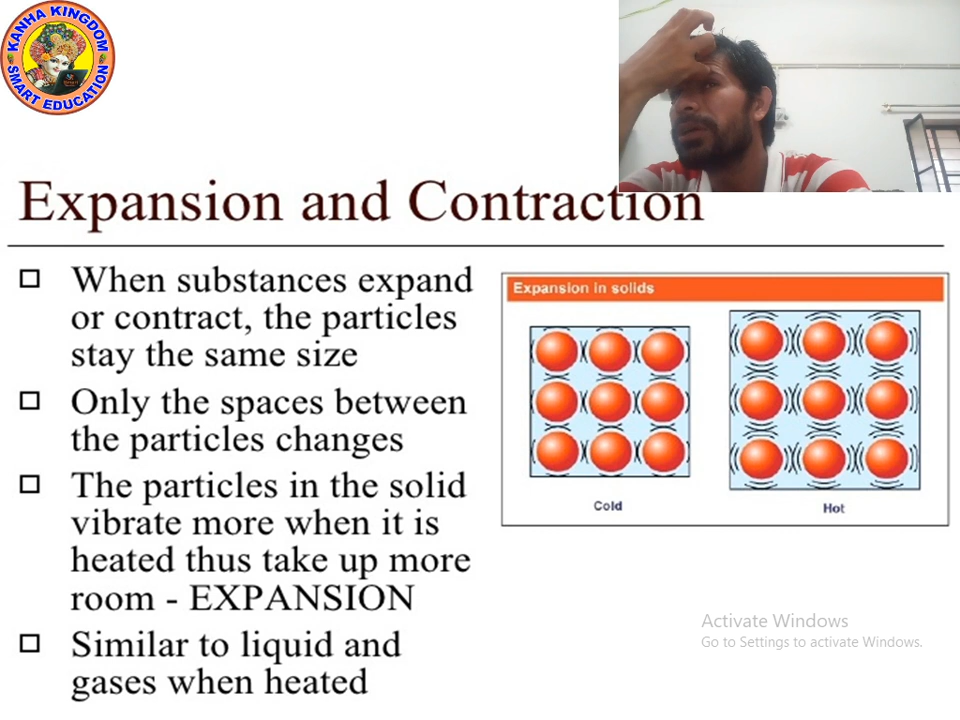 KANHA KINGDOM
SMART EDUCATION
Expansion and Contraction
When substances expand
or contract, the particles
stay the same size
Only the spaces between
the particles changes
The particles in the solid
vibrate more when it is
heated thus take up more
room - EXPANSION
Similar to liquid and
gases when heated
Expansion in solids
Cold
Hot
Activate Windows
Go to Settings to activate Windows.